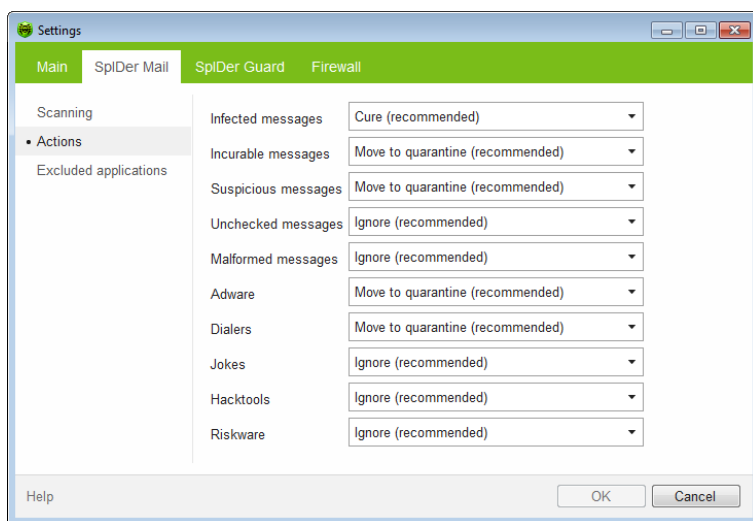 Settings
Main SpIDer Mail SpIDer Guard Firewall
Scanning
• Actions
Excluded applications
Infected messages Cure (recommended)
Incurable messages Move to quarantine (recommended)
Suspicious messages Move to quarantine (recommended)
Unchecked messages Ignore (recommended)
Malformed messages Ignore (recommended)
Adware Move to quarantine (recommended)
Dialers Move to quarantine (recommended)
Jokes Ignore (recommended)
Hacktools Ignore (recommended)
Riskware Ignore (recommended)
Help OK Cancel